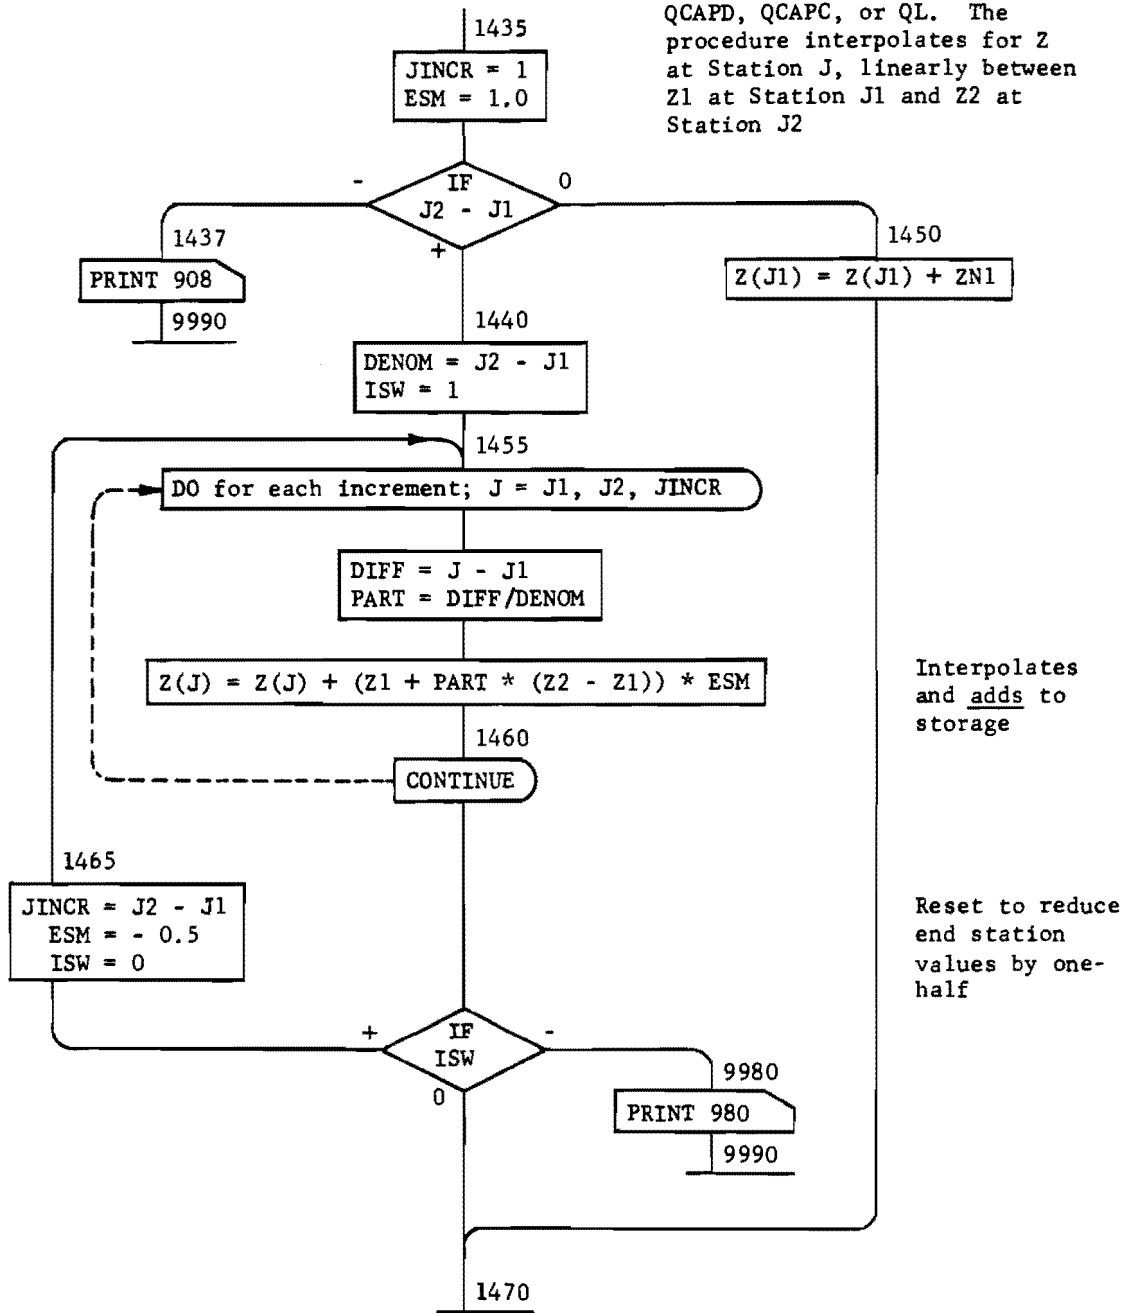 QCAPD, QCAPC, or QL. The
procedure interpolates for Z
at Station J, linearly between
Z1 at Station J1 and Z2 at
Station J2
1435
JINCR = 1
ESM = 1.0
IF
J2 - J1
-
0
+
1437
PRINT 908
9990
1450
Z(J1) = Z(J1) + ZN1
1440
DENOM = J2 - J1
ISW = 1
1455
DO for each increment; J = J1, J2, JINCR
DIFF = J - J1
PART = DIFF/DENOM
Z(J) = Z(J) + (Z1 + PART * (Z2 - Z1)) * ESM
Interpolates
and adds to
storage
1460
CONTINUE
1465
JINCR = J2 - J1
ESM = - 0.5
ISW = 0
Reset to reduce
end station
values by one-
half
+
IF
ISW
-
0
9980
PRINT 980
9990
1470